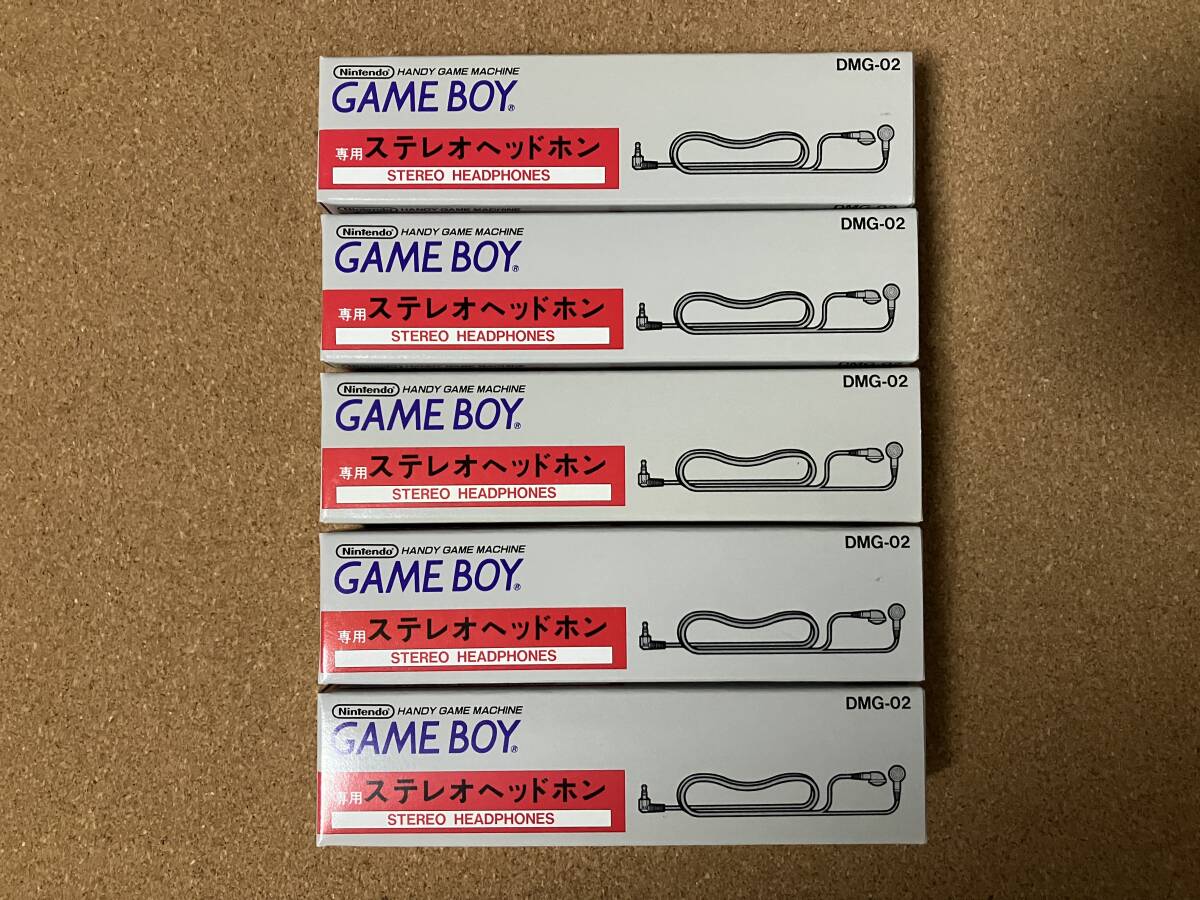 Nintendo HANDY GAME MACHINE DMG-02
GAME BOY®
専用ステレオヘッドホン
STEREO HEADPHONES
Nintendo HANDY GAME MACHINE DMG-02
GAME BOY®
専用ステレオヘッドホン
STEREO HEADPHONES
Nintendo HANDY GAME MACHINE DMG-02
GAME BOY®
専用ステレオヘッドホン
STEREO HEADPHONES
Nintendo HANDY GAME MACHINE DMG-02
GAME BOY®
専用ステレオヘッドホン
STEREO HEADPHONES
Nintendo HANDY GAME MACHINE DMG-02
GAME BOY®
専用ステレオヘッドホン
STEREO HEADPHONES